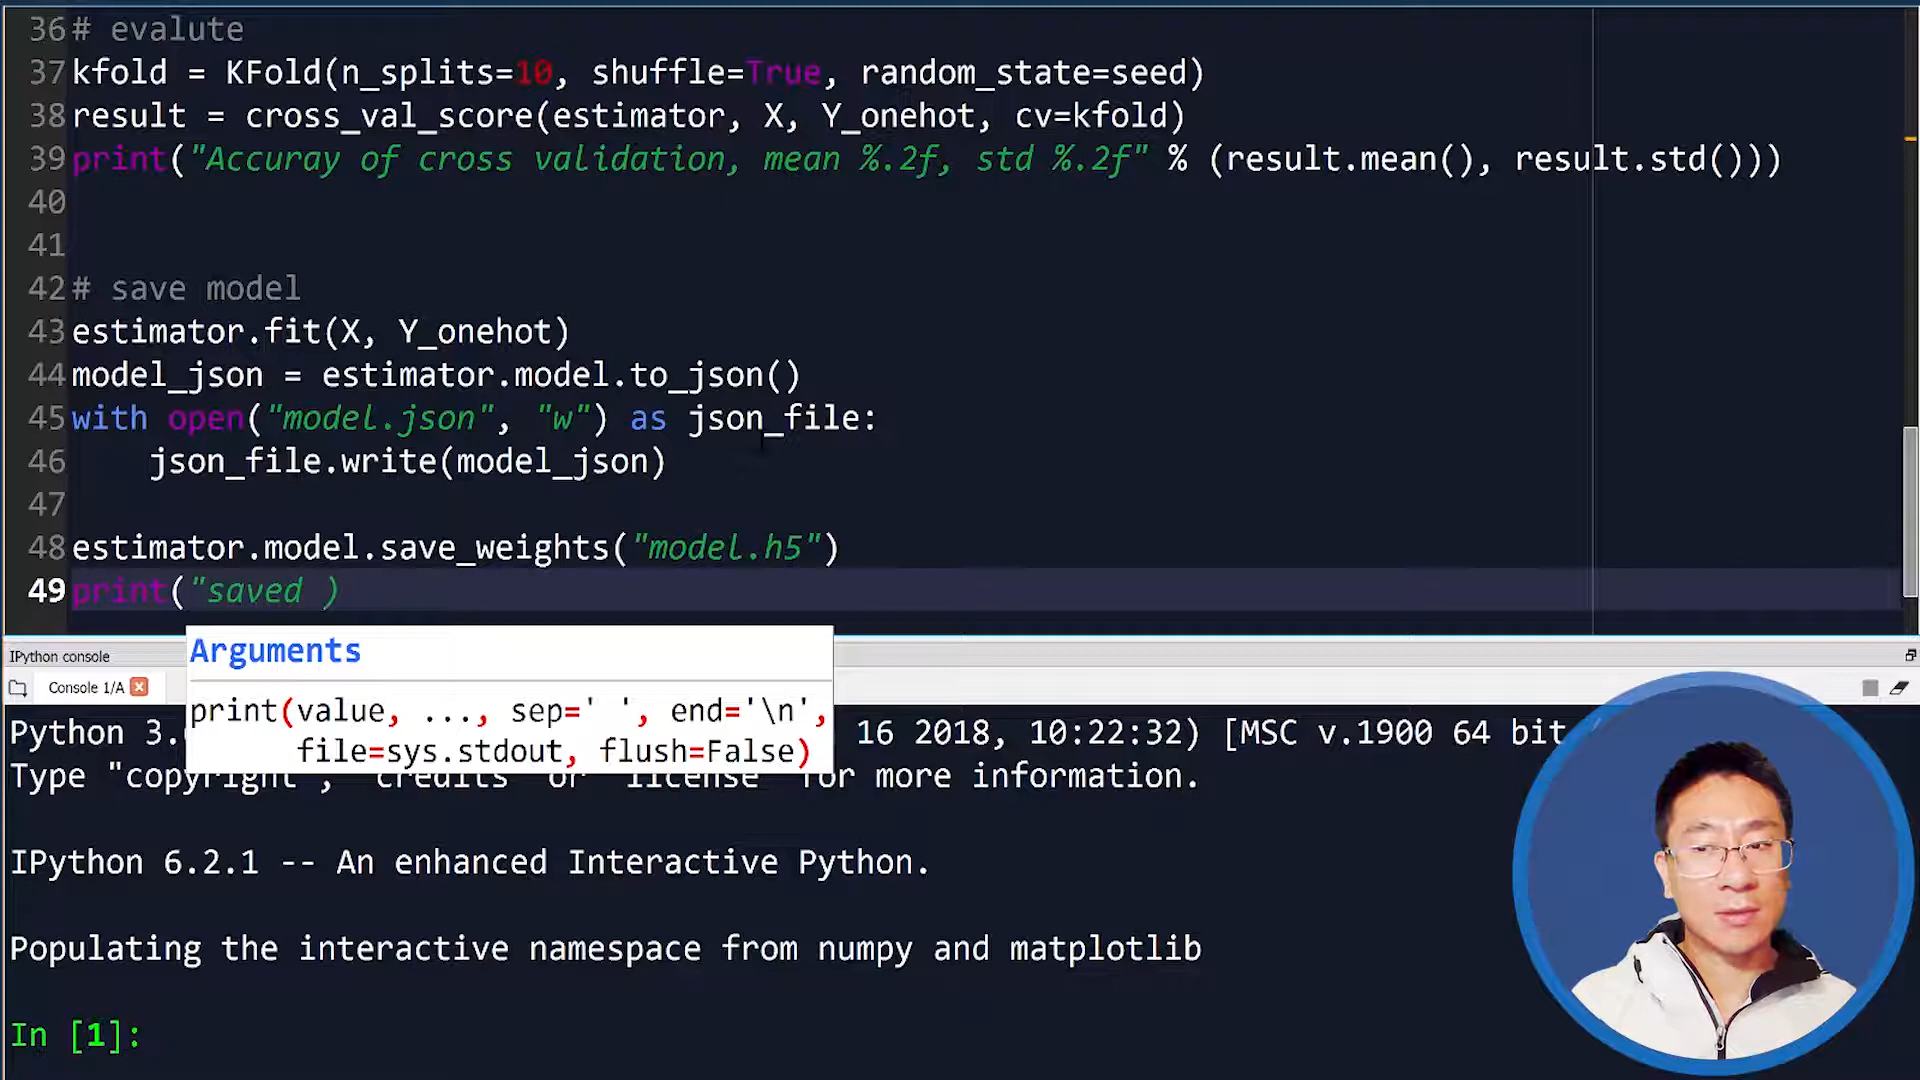 36 # evalute
37 kfold = KFold(n_splits=10, shuffle=True, random_state=seed)
38 result = cross_val_score(estimator, X, Y_onehot, cv=kfold)
39 print("Accuray of cross validation, mean %.2f, std %.2f" % (result.mean(), result.std()))
40
41
42 # save model
43 estimator.fit(X, Y_onehot)
44 model_json = estimator.model.to_json()
45 with open("model.json", "w") as json_file:
46     json_file.write(model_json)
47
48 estimator.model.save_weights("model.h5")
49 print("saved )
IPython console
Arguments
Console 1/A
print(value, ..., sep=' ', end='\n',
file=sys.stdout, flush=False)
Python 3. 16 2018, 10:22:32) [MSC v.1900 64 bit
Type "copyright", "credits" or "license" for more information.
IPython 6.2.1 -- An enhanced Interactive Python.
Populating the interactive namespace from numpy and matplotlib
In [1]: